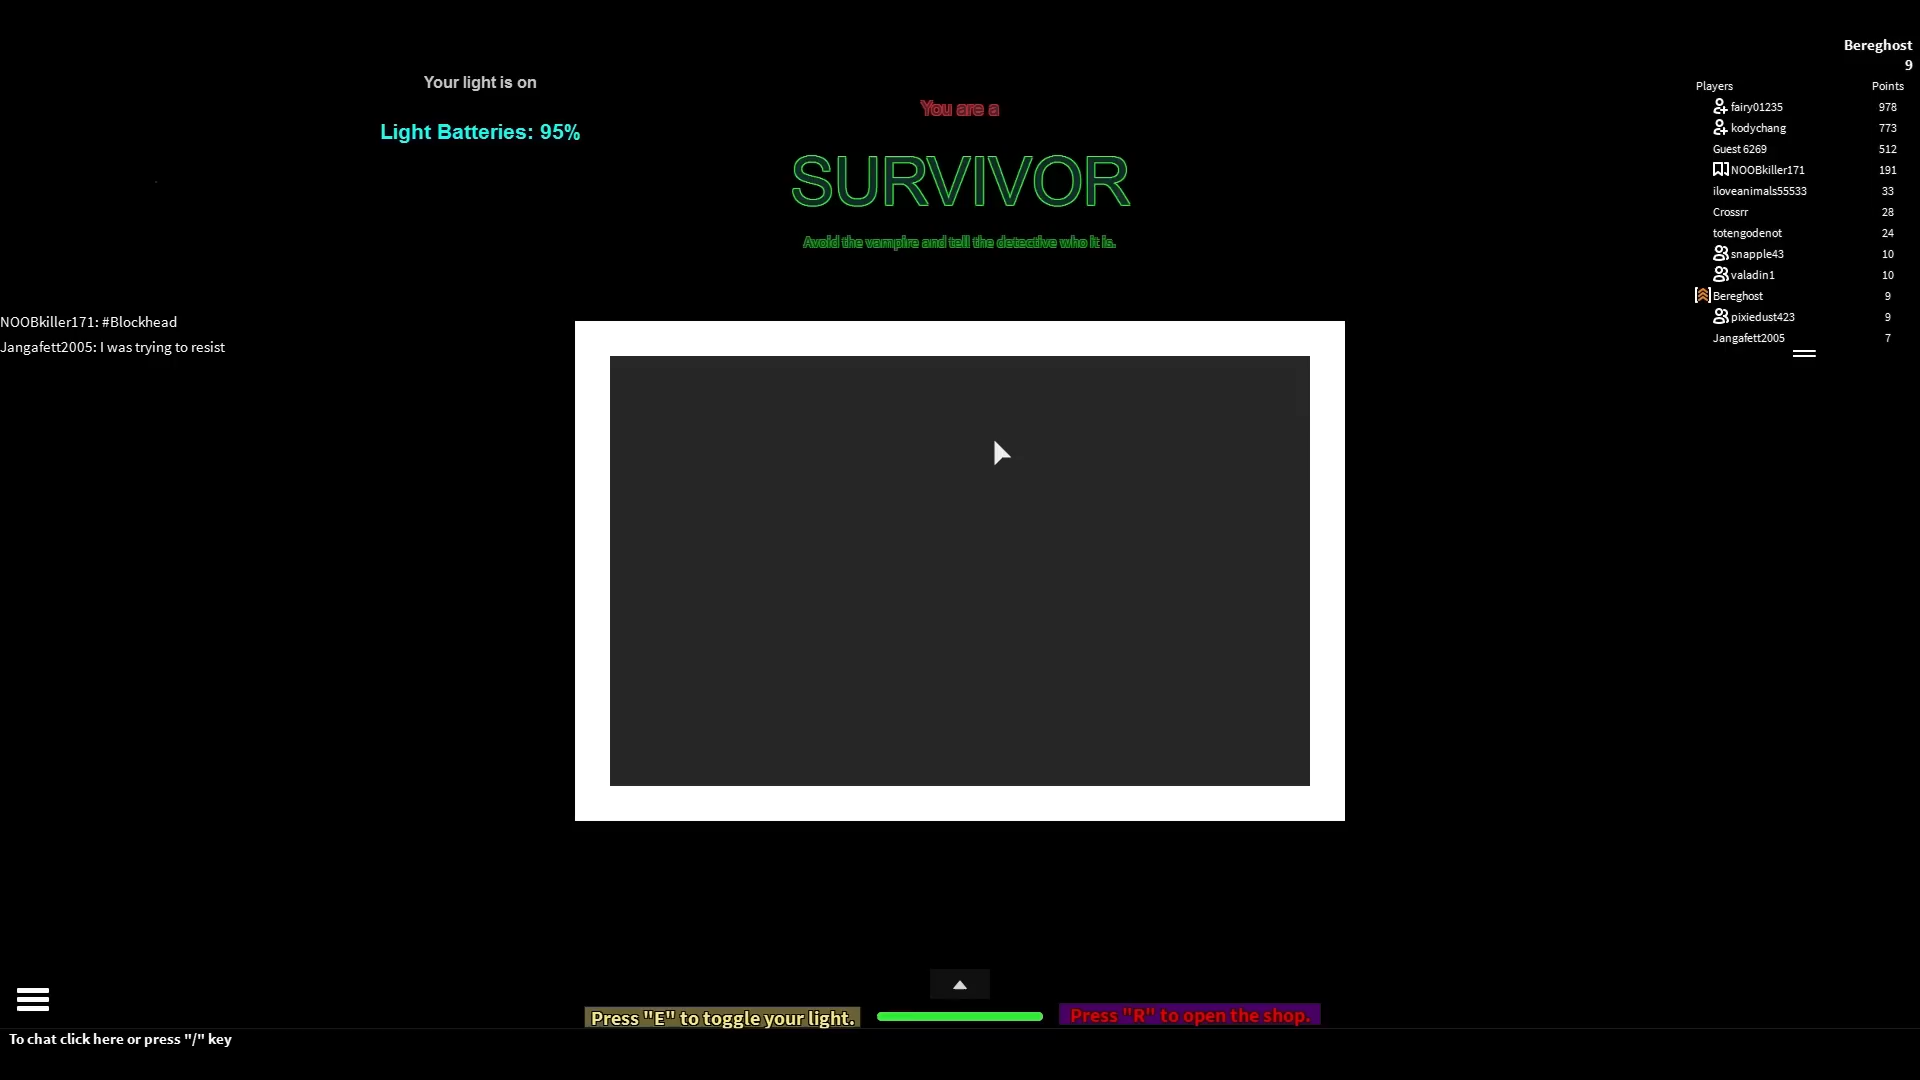 Bereghost
9
Your light is on
Players Points
You are a
fairy01235 978
Light Batteries: 95%
kodychang 773
Guest 6269 512
SURVIVOR
NOOBkiller171 191
iloveanimals55533 33
Crossrr 28
totengodenot 24
Avoid the vampire and tell the detective who it is.
snapple43 10
valadin1 10
Bereghost 9
pixiedust423 9
NOOBkiller171: #Blockhead
Jangafett2005 7
Jangafett2005: I was trying to resist
Press "E" to toggle your light.
Press "R" to open the shop.
To chat click here or press "/" key